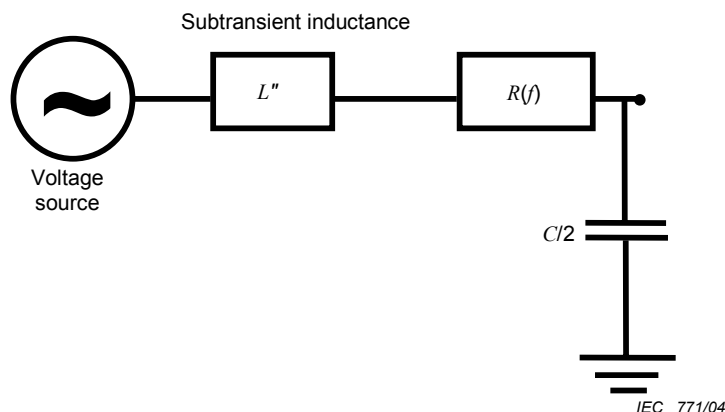 Subtransient inductance
L"
R(f)
Voltage
source
C/2
IEC 771/04